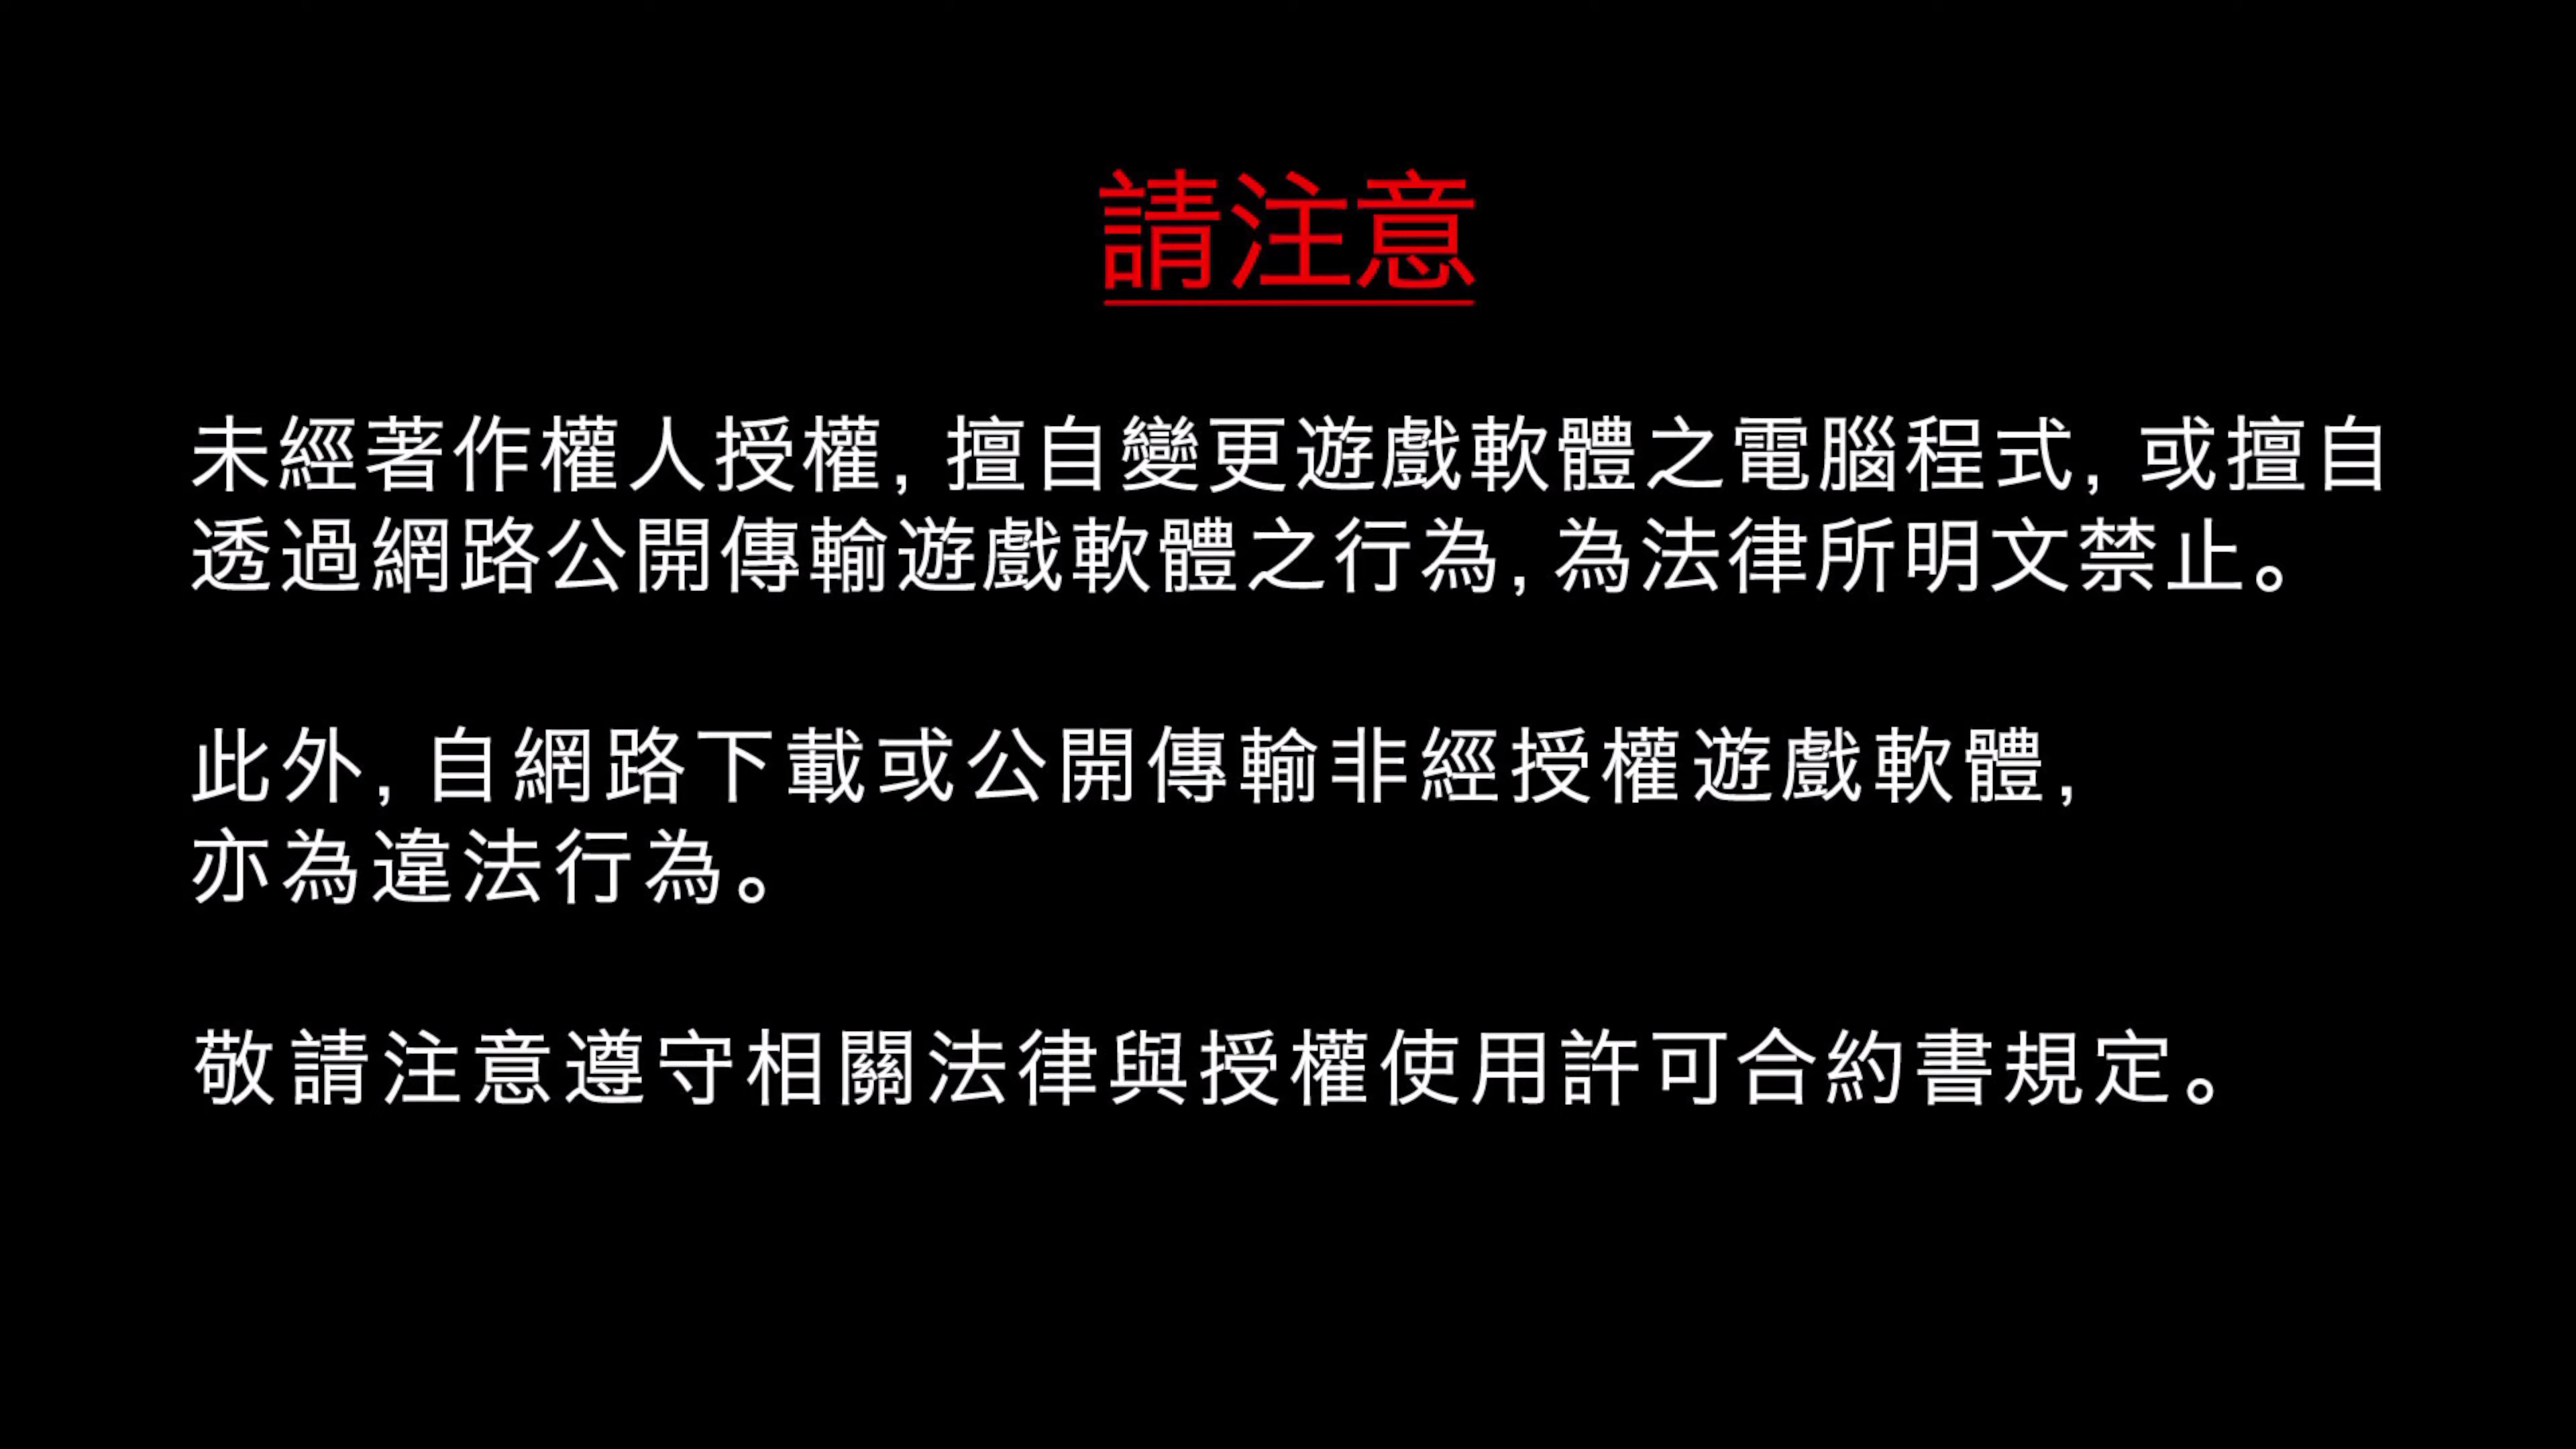 請注意
未經著作權人授權, 擅自變更遊戲軟體之電腦程式, 或擅自
透過網路公開傳輸遊戲軟體之行為, 為法律所明文禁止。
此外, 自網路下載或公開傳輸非經授權遊戲軟體,
亦為違法行為。
敬請注意遵守相關法律與授權使用許可合約書規定。